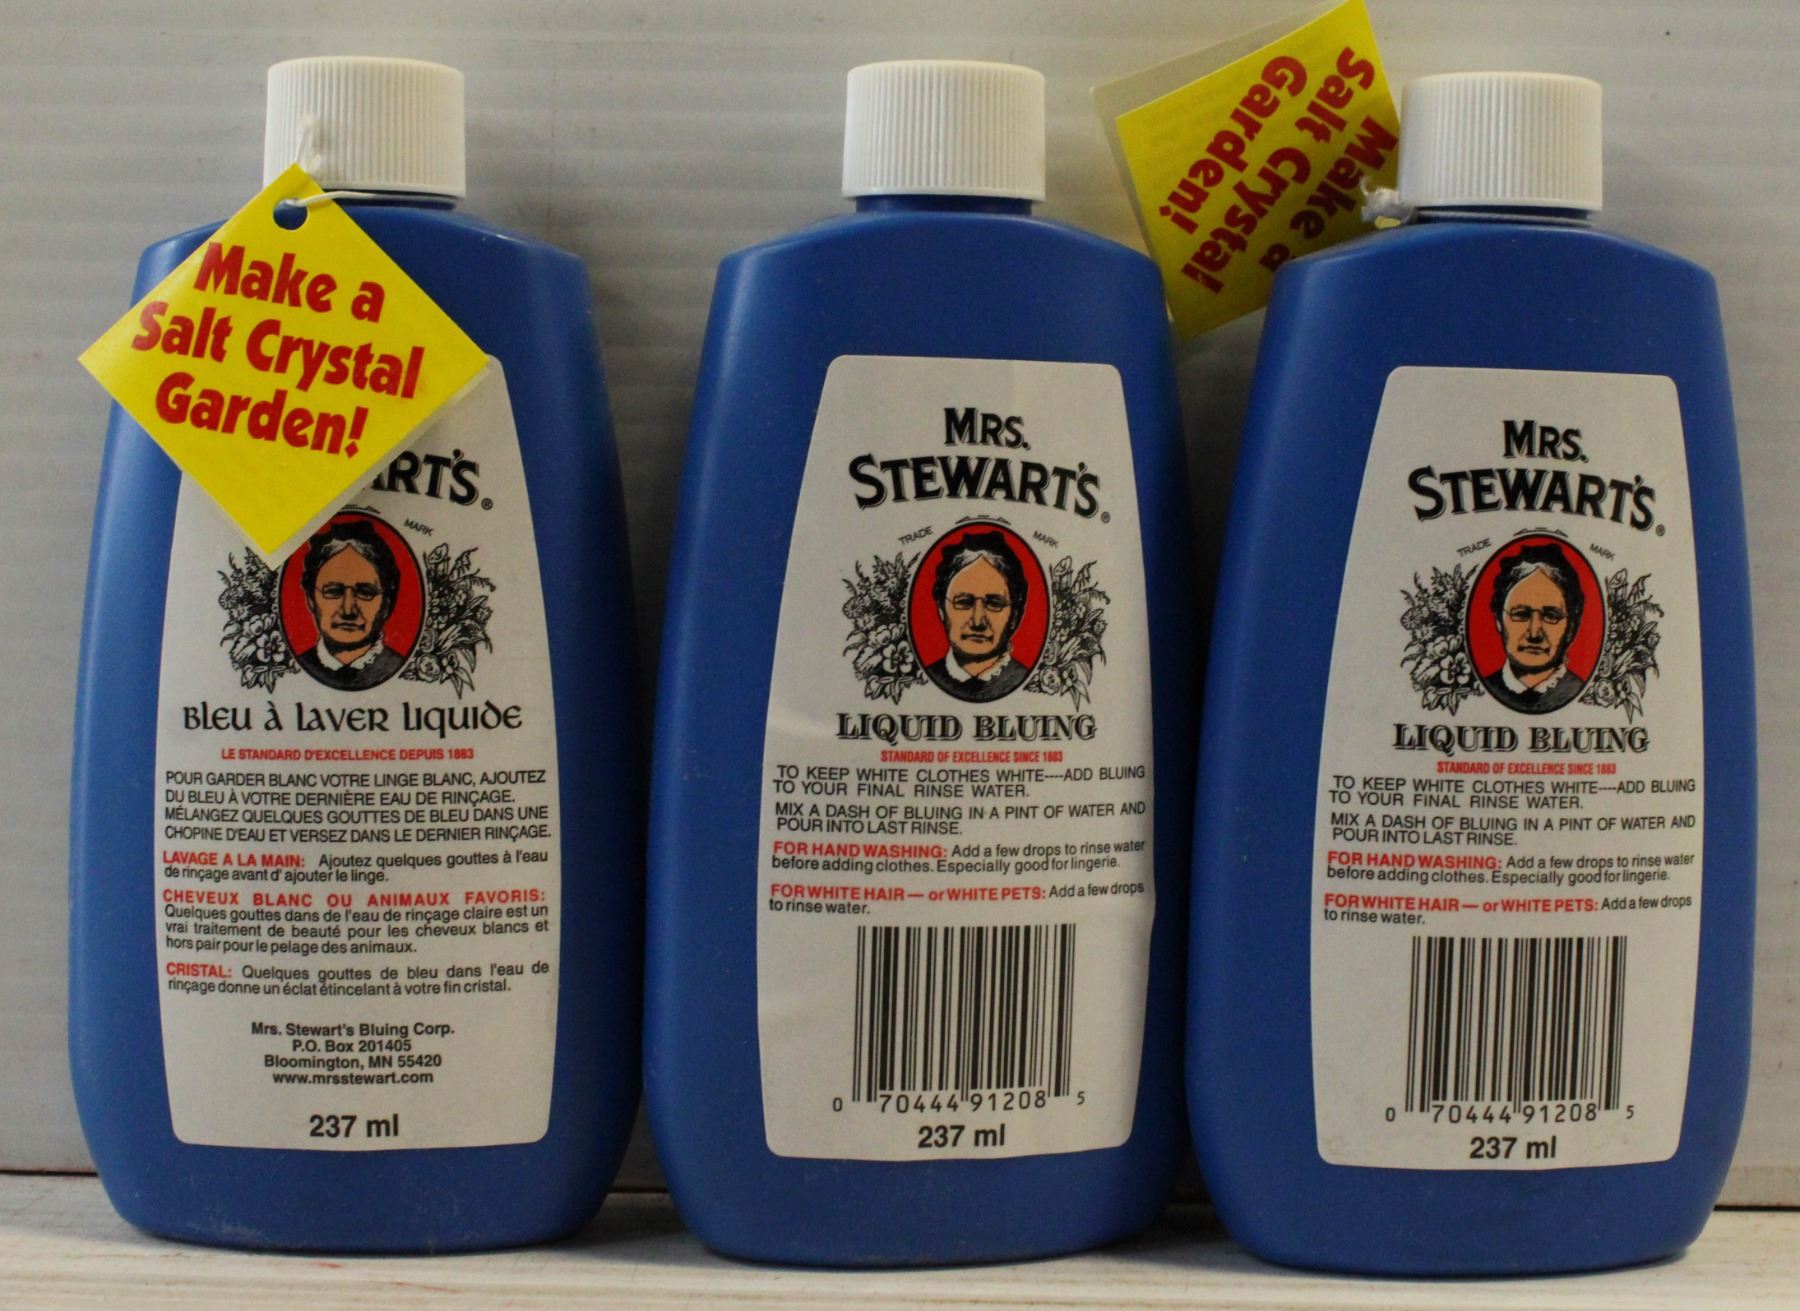 Make a
Salt Crystal
Garden!
ART'S®
MARK
BLEU À LAVER LIQUIDE
LE STANDARD D'EXCELLENCE DEPUIS 1883
POUR GARDER BLANC VOTRE LINGE BLANC, AJOUTEZ
DU BLEU À VOTRE DERNIÈRE EAU DE RINÇAGE.
MÉLANGEZ QUELQUES GOUTTES DE BLEU DANS UNE
CHOPINE D'EAU ET VERSEZ DANS LE DERNIER RINÇAGE.
LAVAGE A LA MAIN: Ajoutez quelques gouttes à l'eau
de rinçage avant d' ajouter le linge.
CHEVEUX BLANC OU ANIMAUX FAVORIS:
Quelques gouttes dans de l'eau de rinçage claire est un
vrai traitement de beauté pour les cheveux blancs et
hors pair pour le pelage des animaux.
CRISTAL: Quelques gouttes de bleu dans l'eau de
rinçage donne un éclat étincelant à votre fin cristal.
Mrs. Stewart's Bluing Corp.
P.O. Box 201405
Bloomington, MN 55420
www.mrsstewart.com
237 ml
MRS.
STEWART'S®
TRADE MARK
LIQUID BLUING
STANDARD OF EXCELLENCE SINCE 1883
TO KEEP WHITE CLOTHES WHITE----ADD BLUING
TO YOUR FINAL RINSE WATER.
MIX A DASH OF BLUING IN A PINT OF WATER AND
POUR INTO LAST RINSE.
FOR HAND WASHING: Add a few drops to rinse water
before adding clothes. Especially good for lingerie.
FOR WHITE HAIR — or WHITE PETS: Add a few drops
to rinse water.
0 70444 91208 5
237 ml
Make a
Salt Crystal
Garden!
MRS.
STEWART'S®
TRADE MARK
LIQUID BLUING
STANDARD OF EXCELLENCE SINCE 1883
TO KEEP WHITE CLOTHES WHITE----ADD BLUING
TO YOUR FINAL RINSE WATER.
MIX A DASH OF BLUING IN A PINT OF WATER AND
POUR INTO LAST RINSE.
FOR HAND WASHING: Add a few drops to rinse water
before adding clothes. Especially good for lingerie.
FOR WHITE HAIR — or WHITE PETS: Add a few drops
to rinse water.
0 70444 91208 5
237 ml